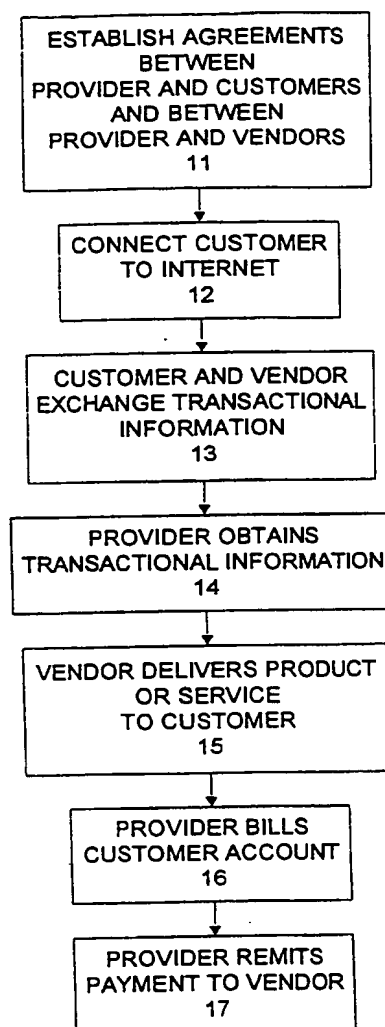 ESTABLISH AGREEMENTS
BETWEEN
PROVIDER AND CUSTOMERS
AND BETWEEN
PROVIDER AND VENDORS
11
CONNECT CUSTOMER
TO INTERNET
12
CUSTOMER AND VENDOR
EXCHANGE TRANSACTIONAL
INFORMATION
13
PROVIDER OBTAINS
TRANSACTIONAL INFORMATION
14
VENDOR DELIVERS PRODUCT
OR SERVICE
TO CUSTOMER
15
PROVIDER BILLS
CUSTOMER ACCOUNT
16
PROVIDER REMITS
PAYMENT TO VENDOR
17